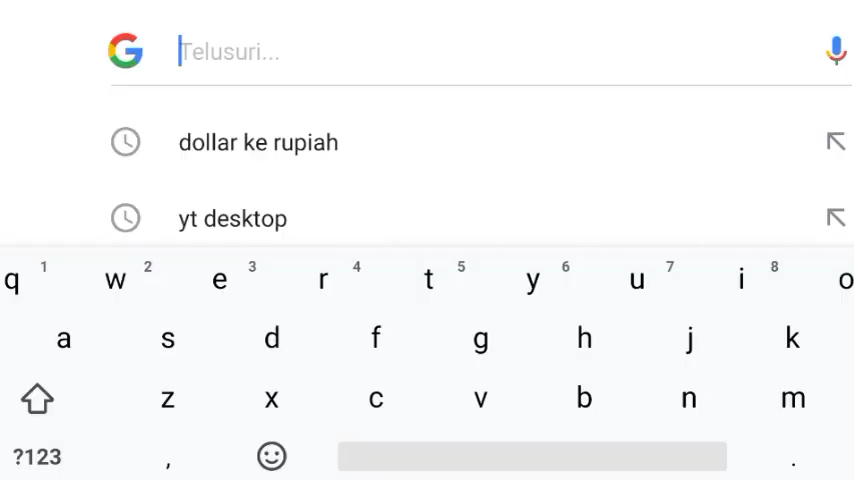 Telusuri...
dollar ke rupiah
yt desktop
q 1 w 2 e 3 r 4 t 5 y 6 u 7 i 8 o
a s d f g h j k
z x c v b n m
?123 , .